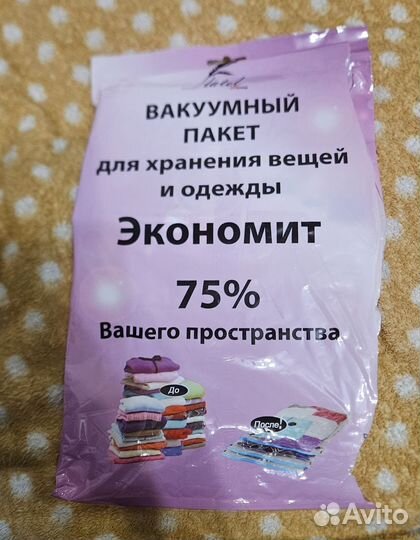 ВАКУУМНЫЙ
ПАКЕТ
для хранения вещей
и одежды
Экономит
75%
Вашего пространства
До
После!
Avito